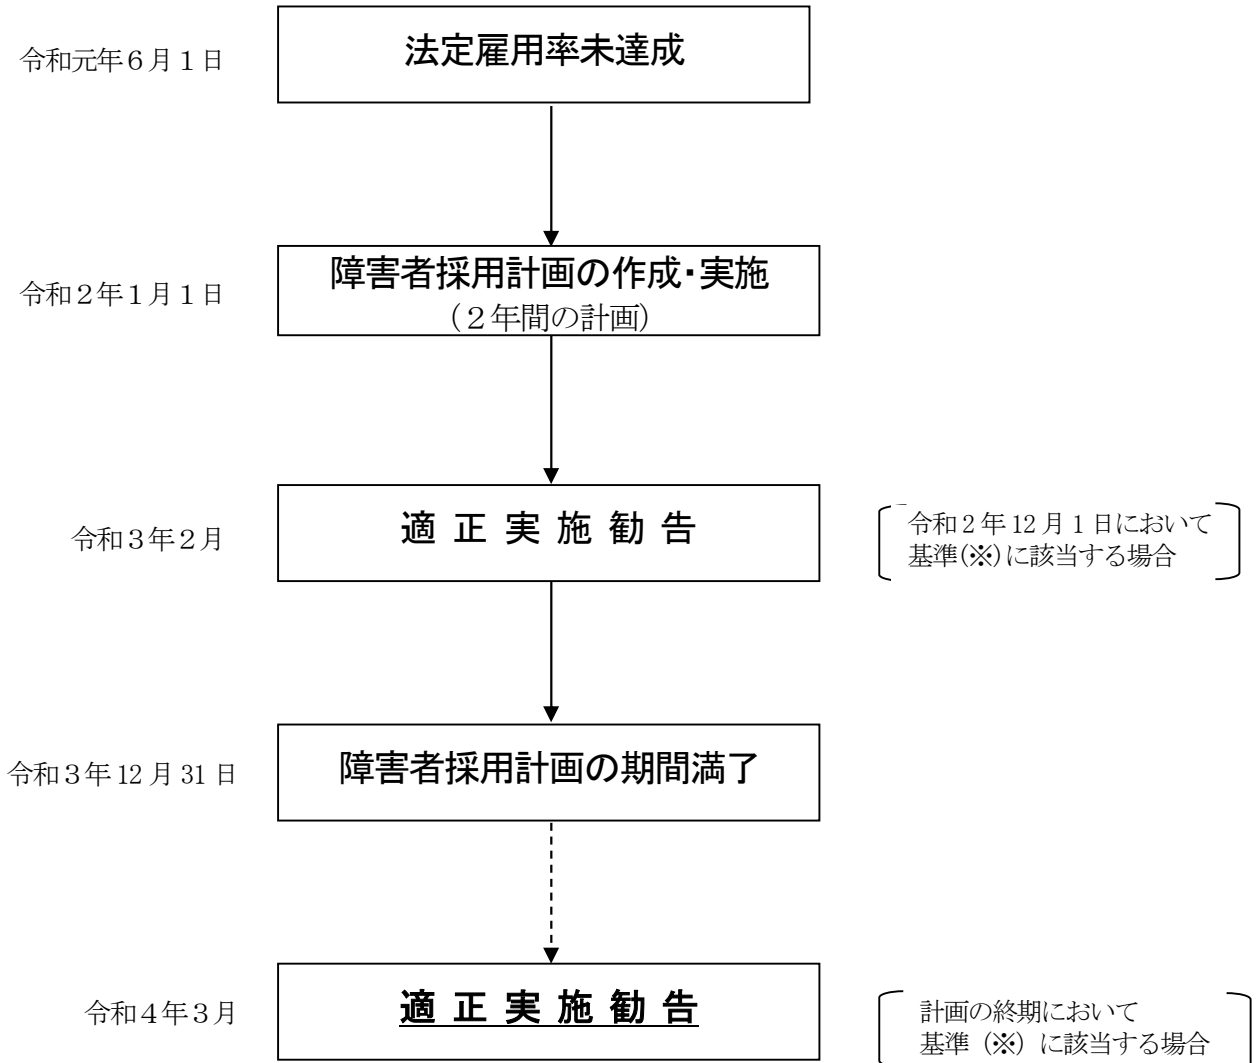 令和元年６月１日
法定雇用率未達成
令和２年１月１日
障害者採用計画の作成・実施
（２年間の計画）
令和３年２月
適 正 実 施 勧 告
令和２年12月１日において
基準(※)に該当する場合
令和３年12月31日
障害者採用計画の期間満了
令和４年３月
適 正 実 施 勧 告
計画の終期において
基準（※）に該当する場合